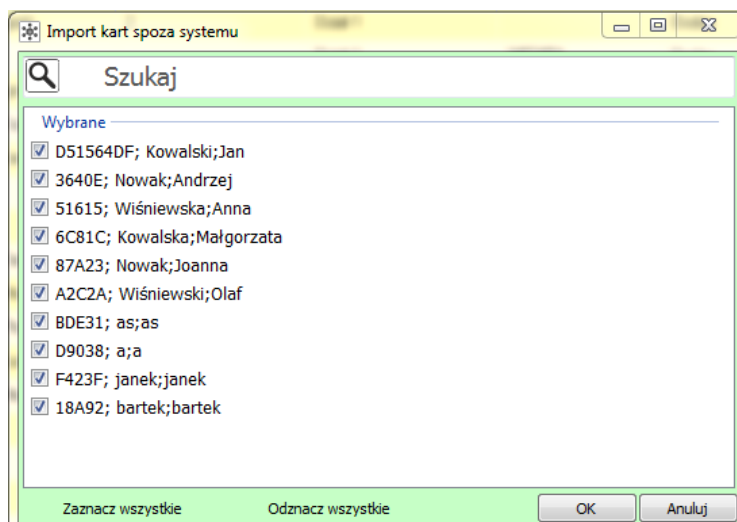 Import kart spoza systemu
Szukaj
Wybrane
D51564DF; Kowalski;Jan
3640E; Nowak;Andrzej
51615; Wiśniewska;Anna
6C81C; Kowalska;Małgorzata
87A23; Nowak;Joanna
A2C2A; Wiśniewski;Olaf
BDE31; as;as
D9038; a;a
F423F; janek;janek
18A92; bartek;bartek
Zaznacz wszystkie Odznacz wszystkie OK Anuluj